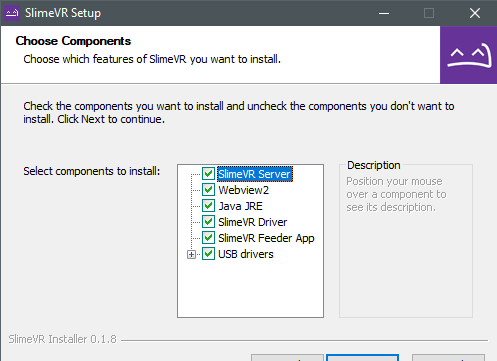 SlimeVR Setup
Choose Components
Choose which features of SlimeVR you want to install.
Check the components you want to install and uncheck the components you don't want to
install. Click Next to continue.
Select components to install:
SlimeVR Server
Webview2
Java JRE
SlimeVR Driver
SlimeVR Feeder App
USB drivers
Description
Position your mouse
over a component to
see its description.
SlimeVR Installer 0.1.8